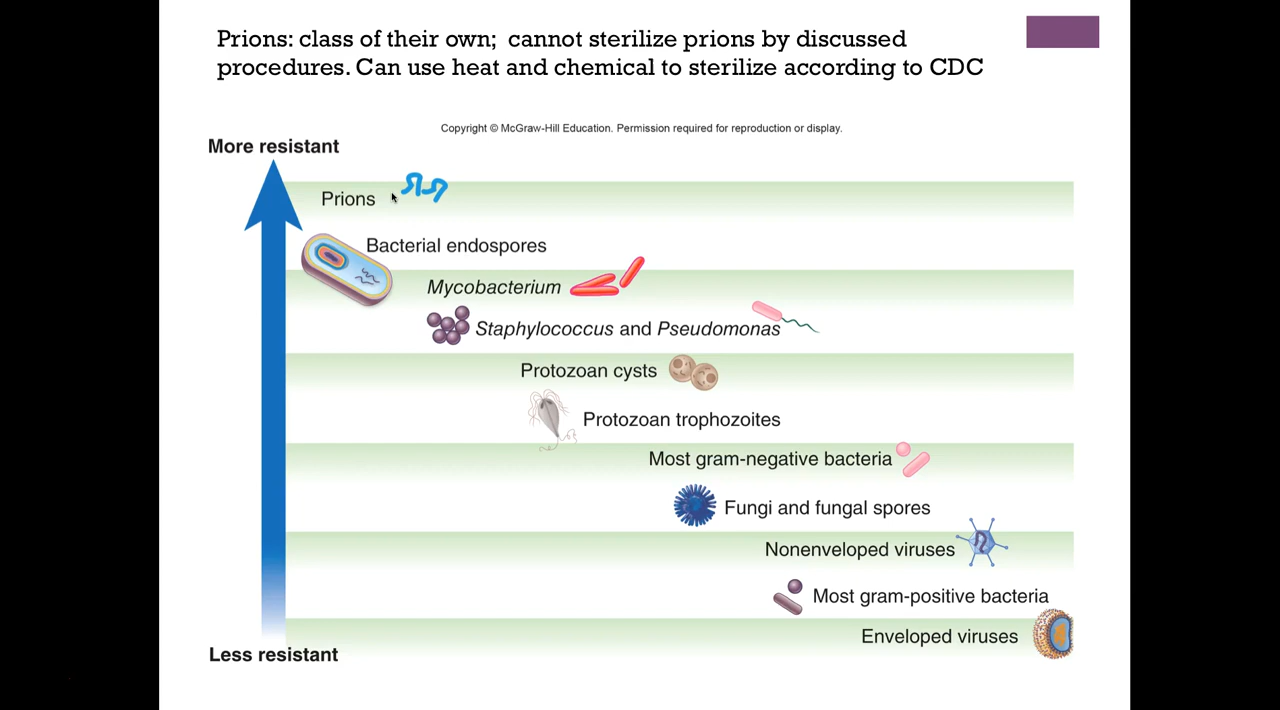 Prions: class of their own;  cannot sterilize prions by discussed
procedures. Can use heat and chemical to sterilize according to CDC
Copyright © McGraw-Hill Education. Permission required for reproduction or display.
More resistant
Prions
Bacterial endospores
Mycobacterium
Staphylococcus and Pseudomonas
Protozoan cysts
Protozoan trophozoites
Most gram-negative bacteria
Fungi and fungal spores
Nonenveloped viruses
Most gram-positive bacteria
Enveloped viruses
Less resistant